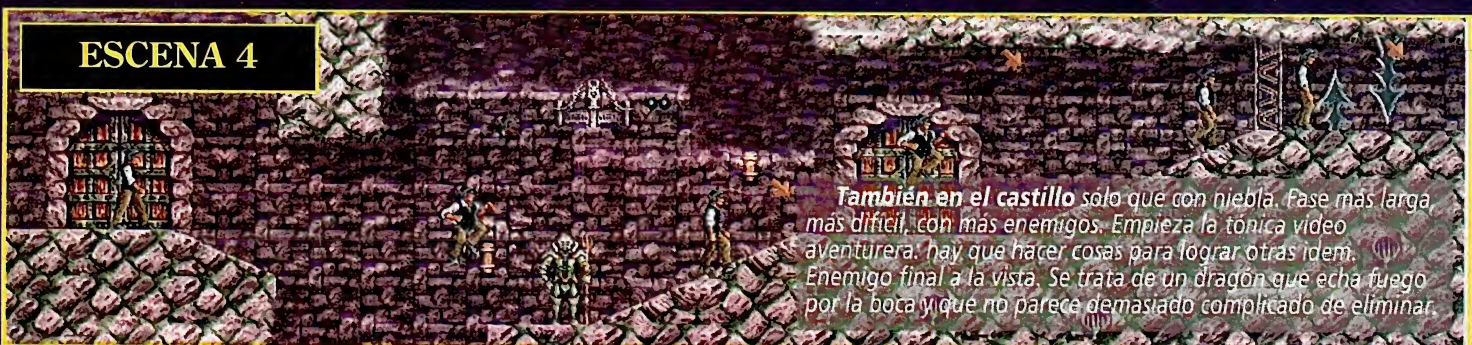 ESCENA 4
También en el castillo solo que con niebla. Fase más larga,
más difícil, con más enemigos. Empieza la tónica video
aventurera: hay que hacer cosas para lograr otras idem.
Enemigo final a la vista. Se trata de un dragón que echa fuego
por la boca y que no parece demasiado complicado de eliminar.